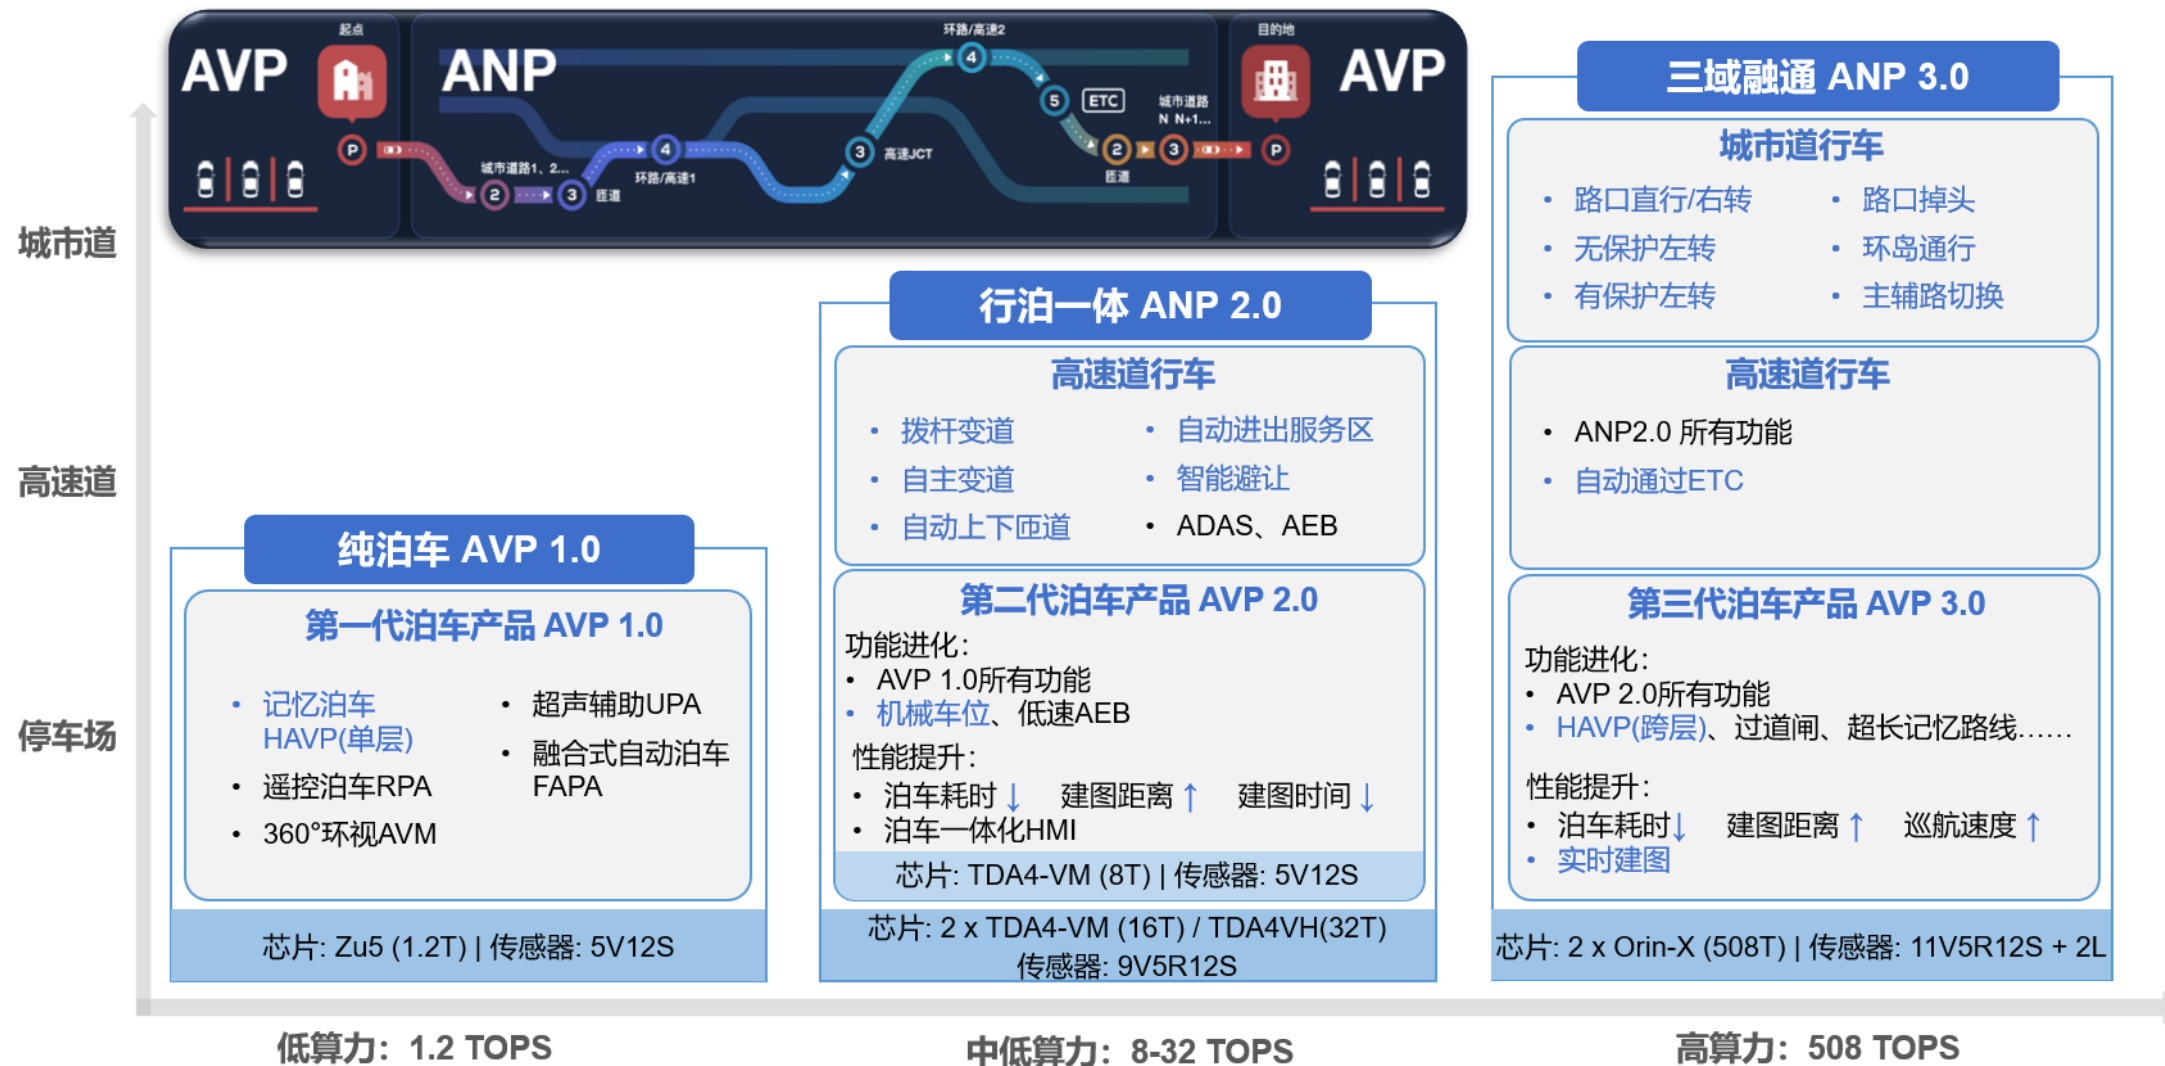 AVP
起点
P
ANP
城市道路1、2...
2
3
匝道
4
环路/高速1
3
高速JCT
环路/高速2
4
5
ETC
2
匝道
城市道路
N N+1...
3
目的地
P
AVP
城市道
高速道
停车场
纯泊车 AVP 1.0
第一代泊车产品 AVP 1.0
• 记忆泊车
HAVP(单层)
• 遥控泊车RPA
• 360°环视AVM
• 超声辅助UPA
• 融合式自动泊车
FAPA
芯片: Zu5 (1.2T) | 传感器: 5V12S
行泊一体 ANP 2.0
高速道行车
• 拨杆变道
• 自主变道
• 自动上下匝道
• 自动进出服务区
• 智能避让
• ADAS、AEB
第二代泊车产品 AVP 2.0
功能进化：
• AVP 1.0所有功能
• 机械车位、低速AEB
性能提升：
• 泊车耗时↓ 建图距离↑ 建图时间↓
• 泊车一体化HMI
芯片: TDA4-VM (8T) | 传感器: 5V12S
芯片: 2 x TDA4-VM (16T) / TDA4VH(32T)
传感器: 9V5R12S
三域融通 ANP 3.0
城市道行车
• 路口直行/右转
• 无保护左转
• 有保护左转
• 路口掉头
• 环岛通行
• 主辅路切换
高速道行车
• ANP2.0 所有功能
• 自动通过ETC
第三代泊车产品 AVP 3.0
功能进化：
• AVP 2.0所有功能
• HAVP(跨层)、过道闸、超长记忆路线……
性能提升：
• 泊车耗时↓ 建图距离↑ 巡航速度↑
• 实时建图
芯片: 2 x Orin-X (508T) | 传感器: 11V5R12S + 2L
低算力：1.2 TOPS
中低算力：8-32 TOPS
高算力：508 TOPS